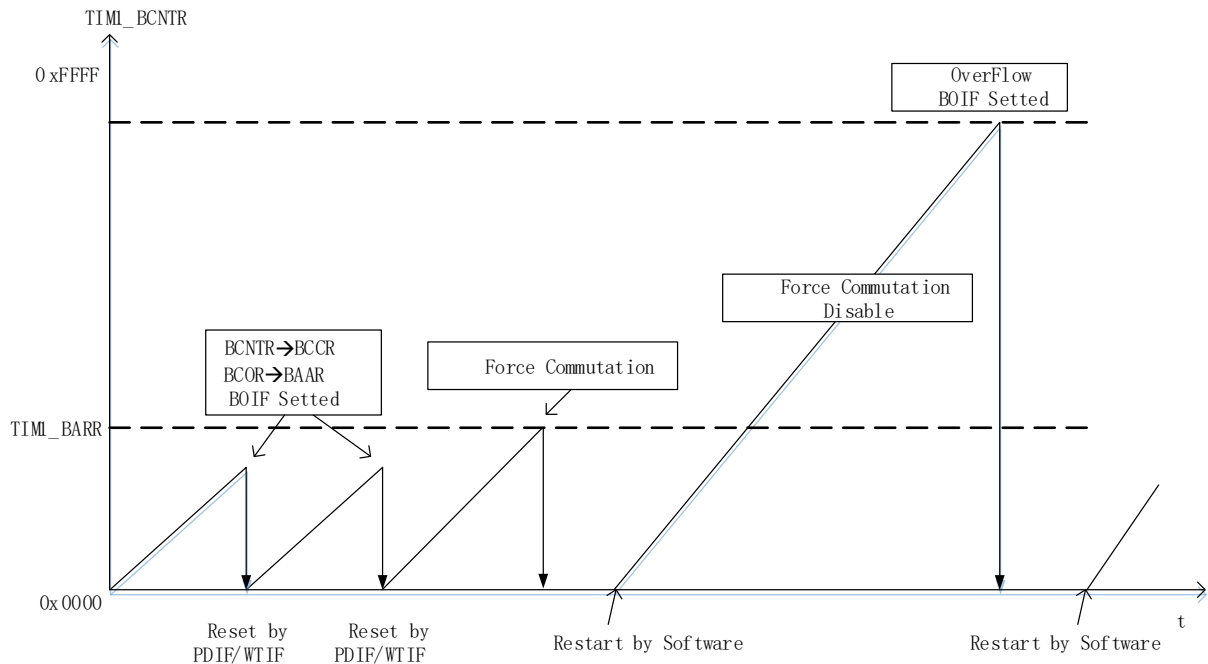 TIM1_BCNTR
0xFFFF
OverFlow
BOIF Setted
Force Commutation
Disable
BCNTR→BCCR
BCOR→BAAR
BOIF Setted
Force Commutation
TIM1_BARR
0x0000
t
Reset by
PDIF/WTIF
Reset by
PDIF/WTIF
Restart by Software
Restart by Software